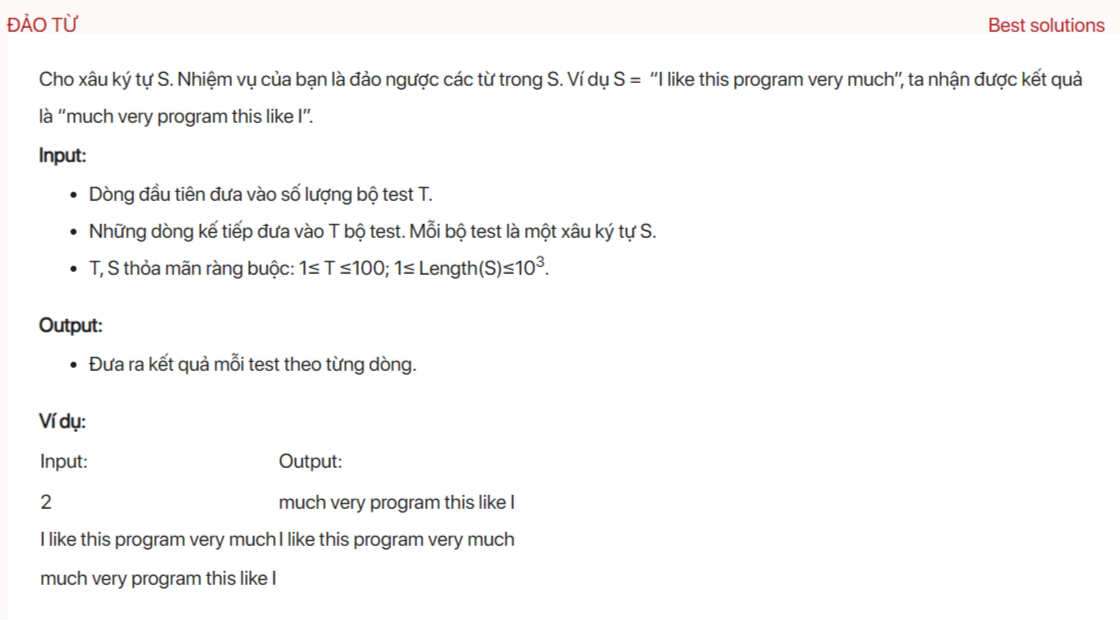 ĐẢO TỪ Best solutions
Cho xâu ký tự S. Nhiệm vụ của bạn là đảo ngược các từ trong S. Ví dụ S = “I like this program very much”, ta nhận được kết quả
là “much very program this like I”.
Input:
• Dòng đầu tiên đưa vào số lượng bộ test T.
• Những dòng kế tiếp đưa vào T bộ test. Mỗi bộ test là một xâu ký tự S.
• T, S thỏa mãn ràng buộc: 1≤ T ≤100; 1≤ Length(S)≤10³.
Output:
• Đưa ra kết quả mỗi test theo từng dòng.
Ví dụ:
Input: Output:
2 much very program this like I
I like this program very much I like this program very much
much very program this like I